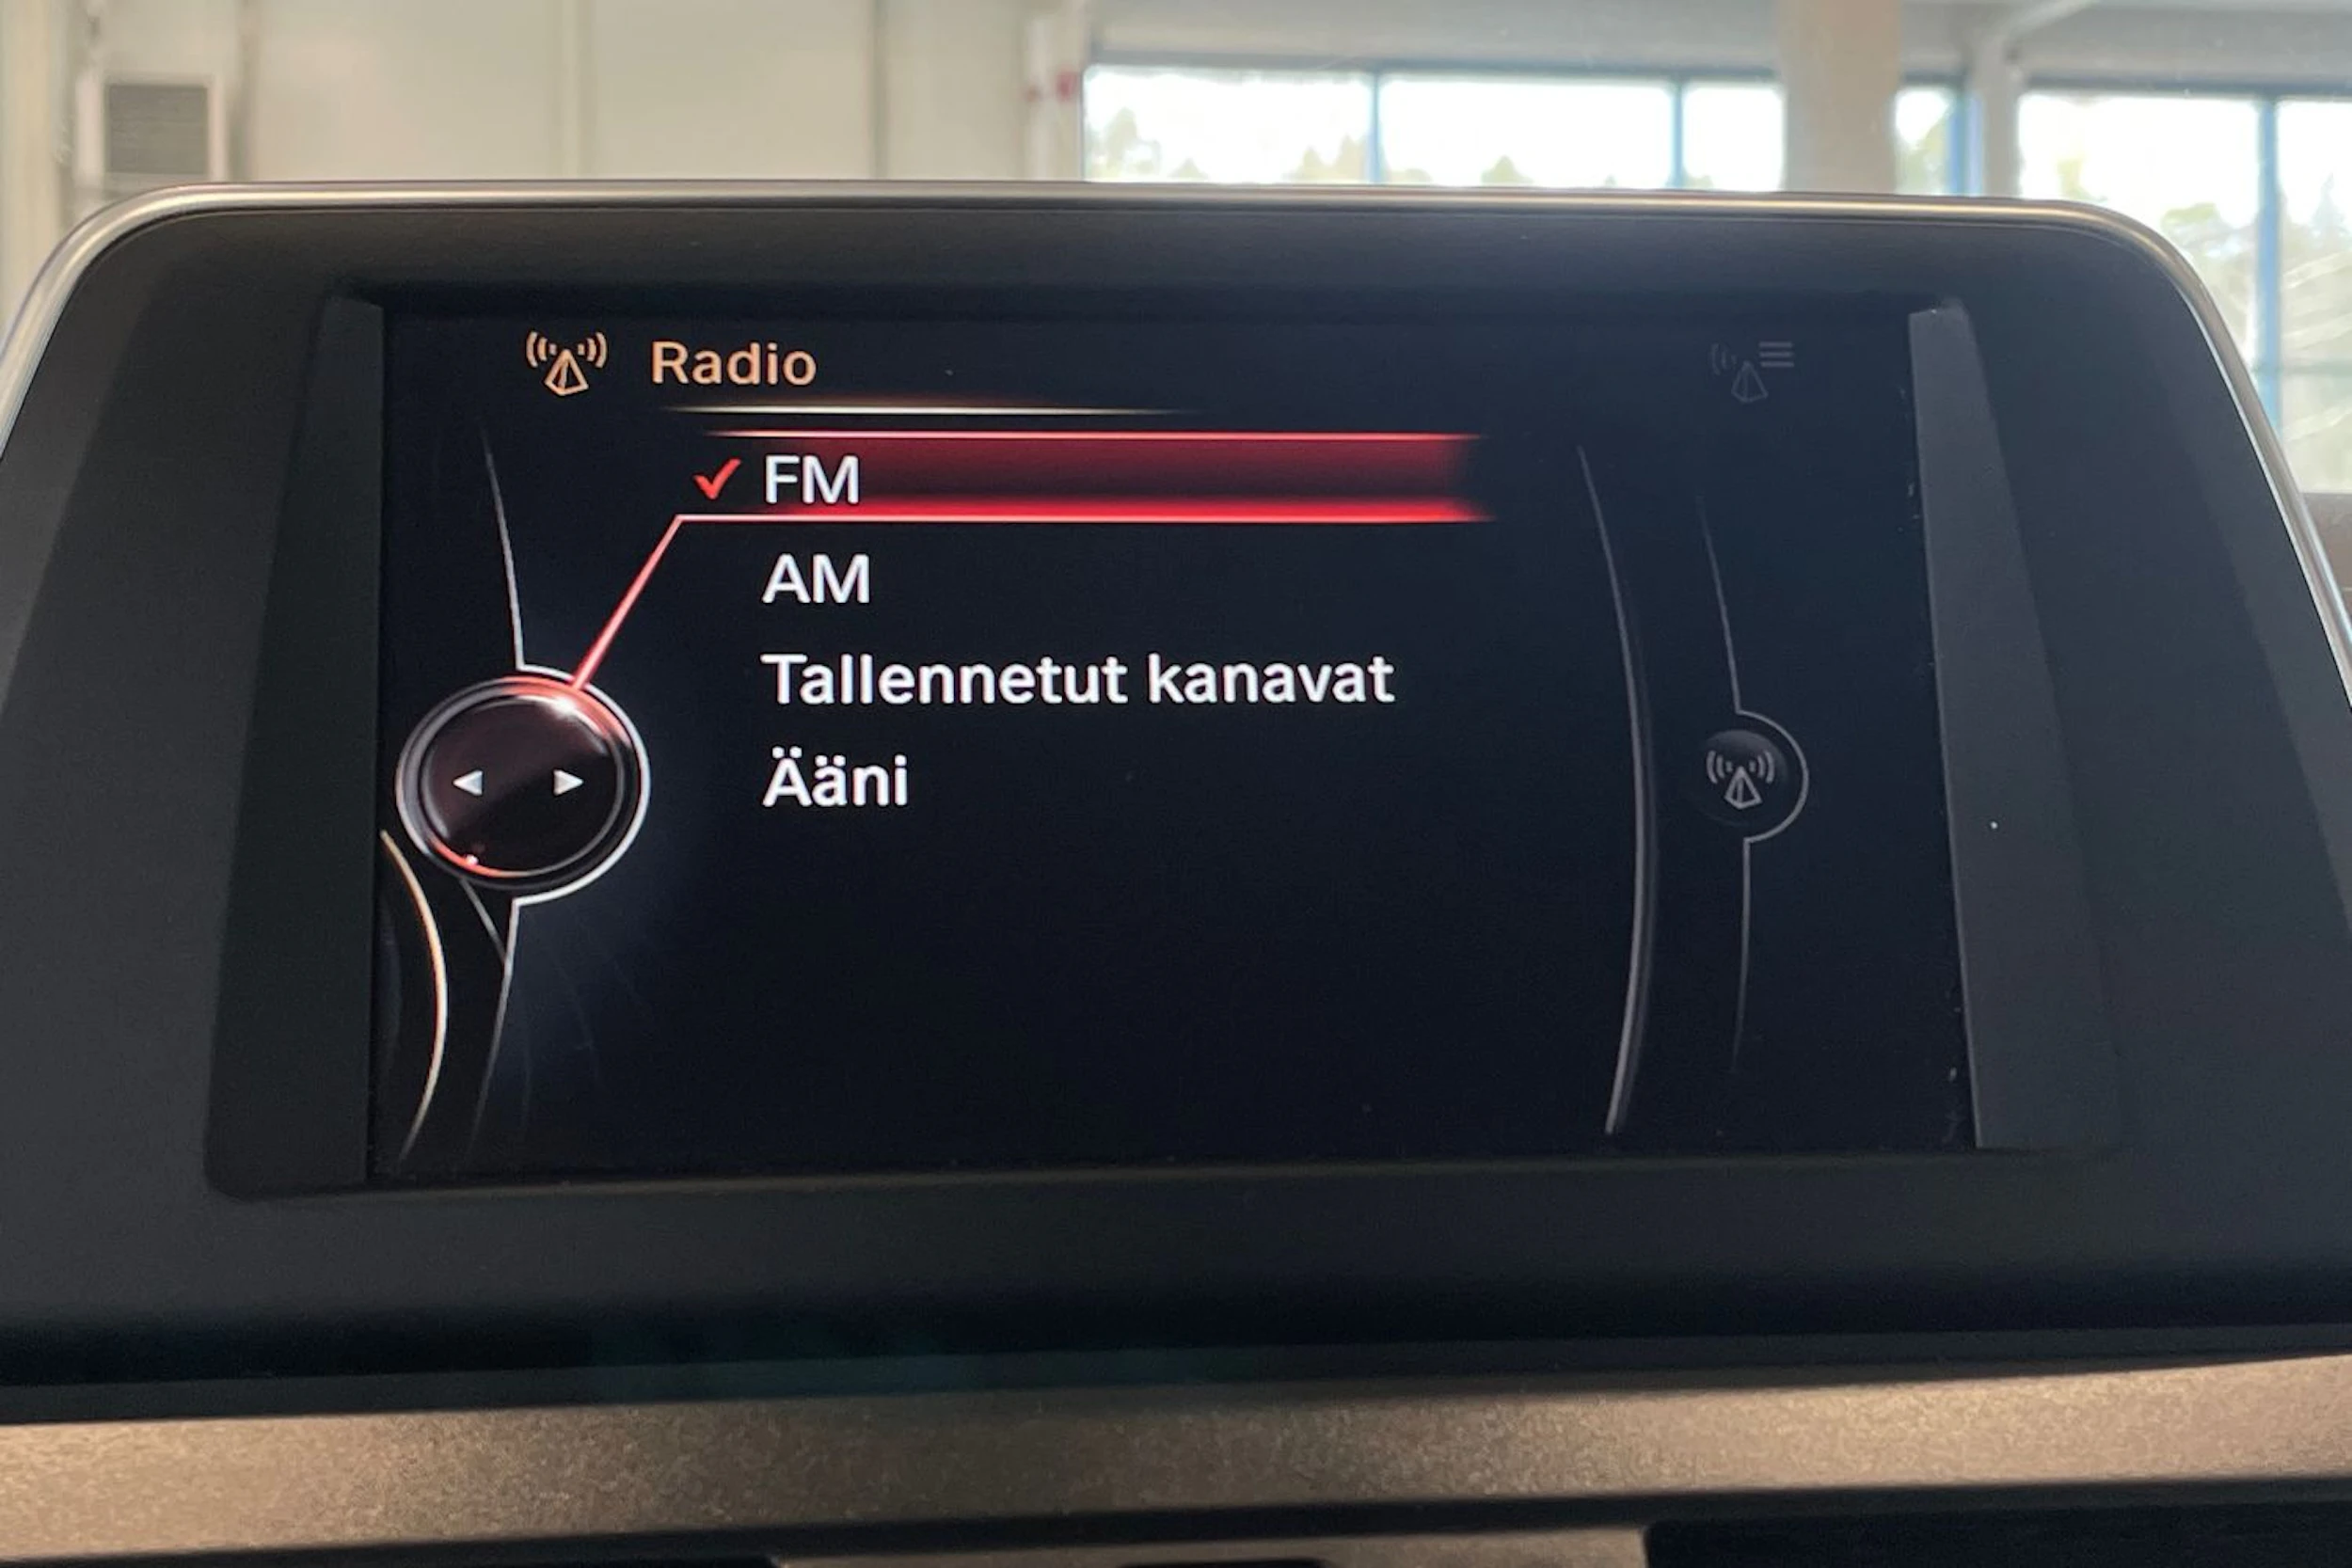 Radio
FM
AM
Tallennetut kanavat
Ääni